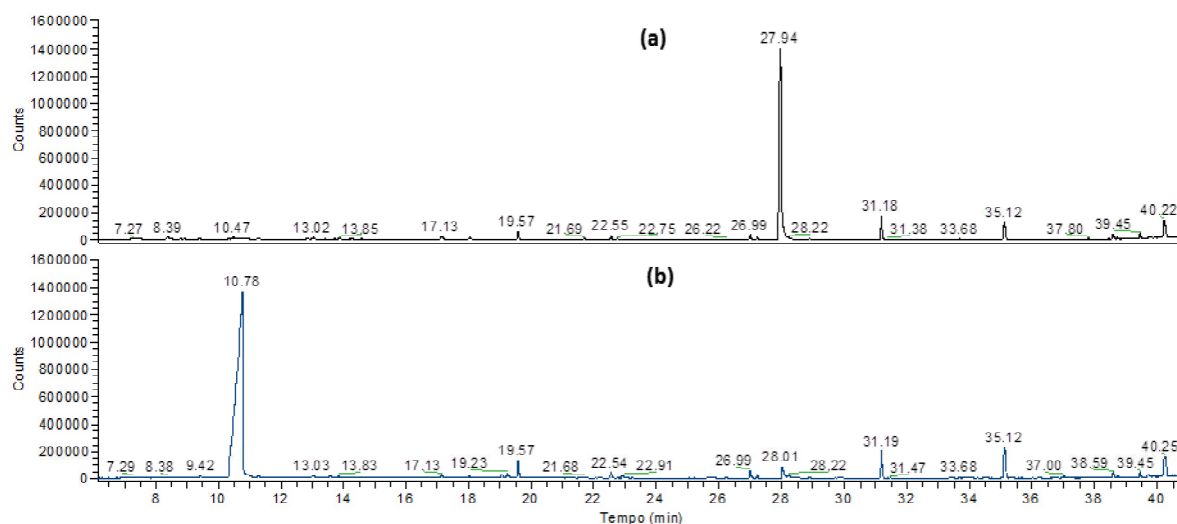 1600000
(a)
27.94
1400000
1200000
1000000
Counts
800000
600000
400000
200000
0
7.27 8.39 10.47 13.02 13.85 17.13 19.57 21.69 22.55 22.75 26.22 26.99 28.22 31.18 31.38 33.68 35.12 37.80 39.45 40.22
1600000
(b)
10.78
1400000
1200000
1000000
Counts
800000
600000
400000
200000
0
7.29 8.38 9.42 13.03 13.83 17.13 19.23 19.57 21.68 22.54 22.91 26.99 28.01 28.22 31.19 31.47 33.68 35.12 37.00 38.59 39.45 40.25
8 10 12 14 16 18 20 22 24 26 28 30 32 34 36 38 40
Tempo (min)